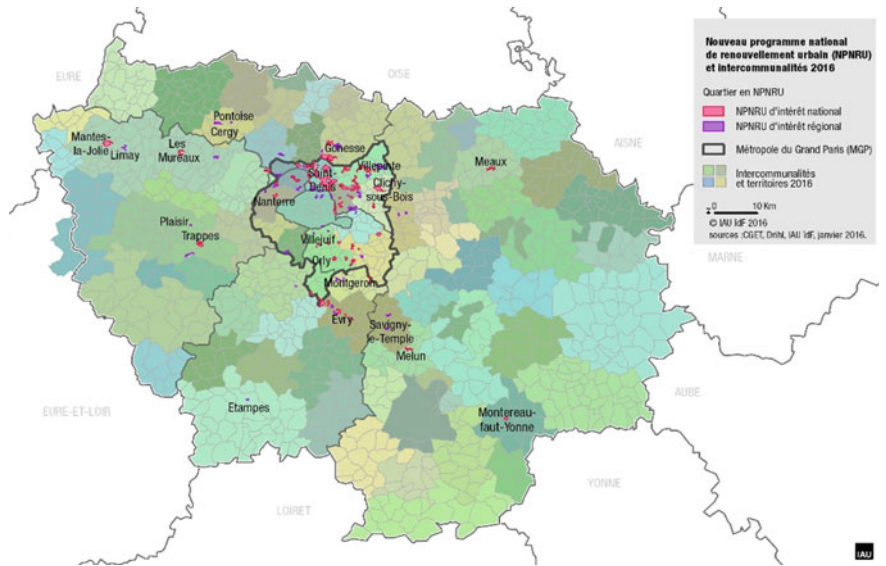 Nouveau programme national
de renouvellement urbain (NPNRU)
et intercommunalités 2016
Quartier en NPNRU
NPNRU d'intérêt national
NPNRU d'intérêt régional
Métropole du Grand Paris (MGP)
Intercommunalités
et territoires 2016
0 10 Km
© IAU îdF 2016
sources :CGET, Drihl, IAU îdF, janvier 2016.
EURE
OISE
AISNE
MARNE
AUBE
YONNE
LOIRET
EURE-ET-LOIR
Pontoise
Cergy
Mantes-
la-Jolie
Limay
Les
Mureaux
Gonesse
Villepinte
Saint-
Denis
Clichy-
sous-Bois
Nanterre
Meaux
Plaisir
Trappes
Villejuif
Orly
Montgeron
Evry
Savigny-
le-Temple
Melun
Etampes
Montereau-
faut-Yonne
IAU